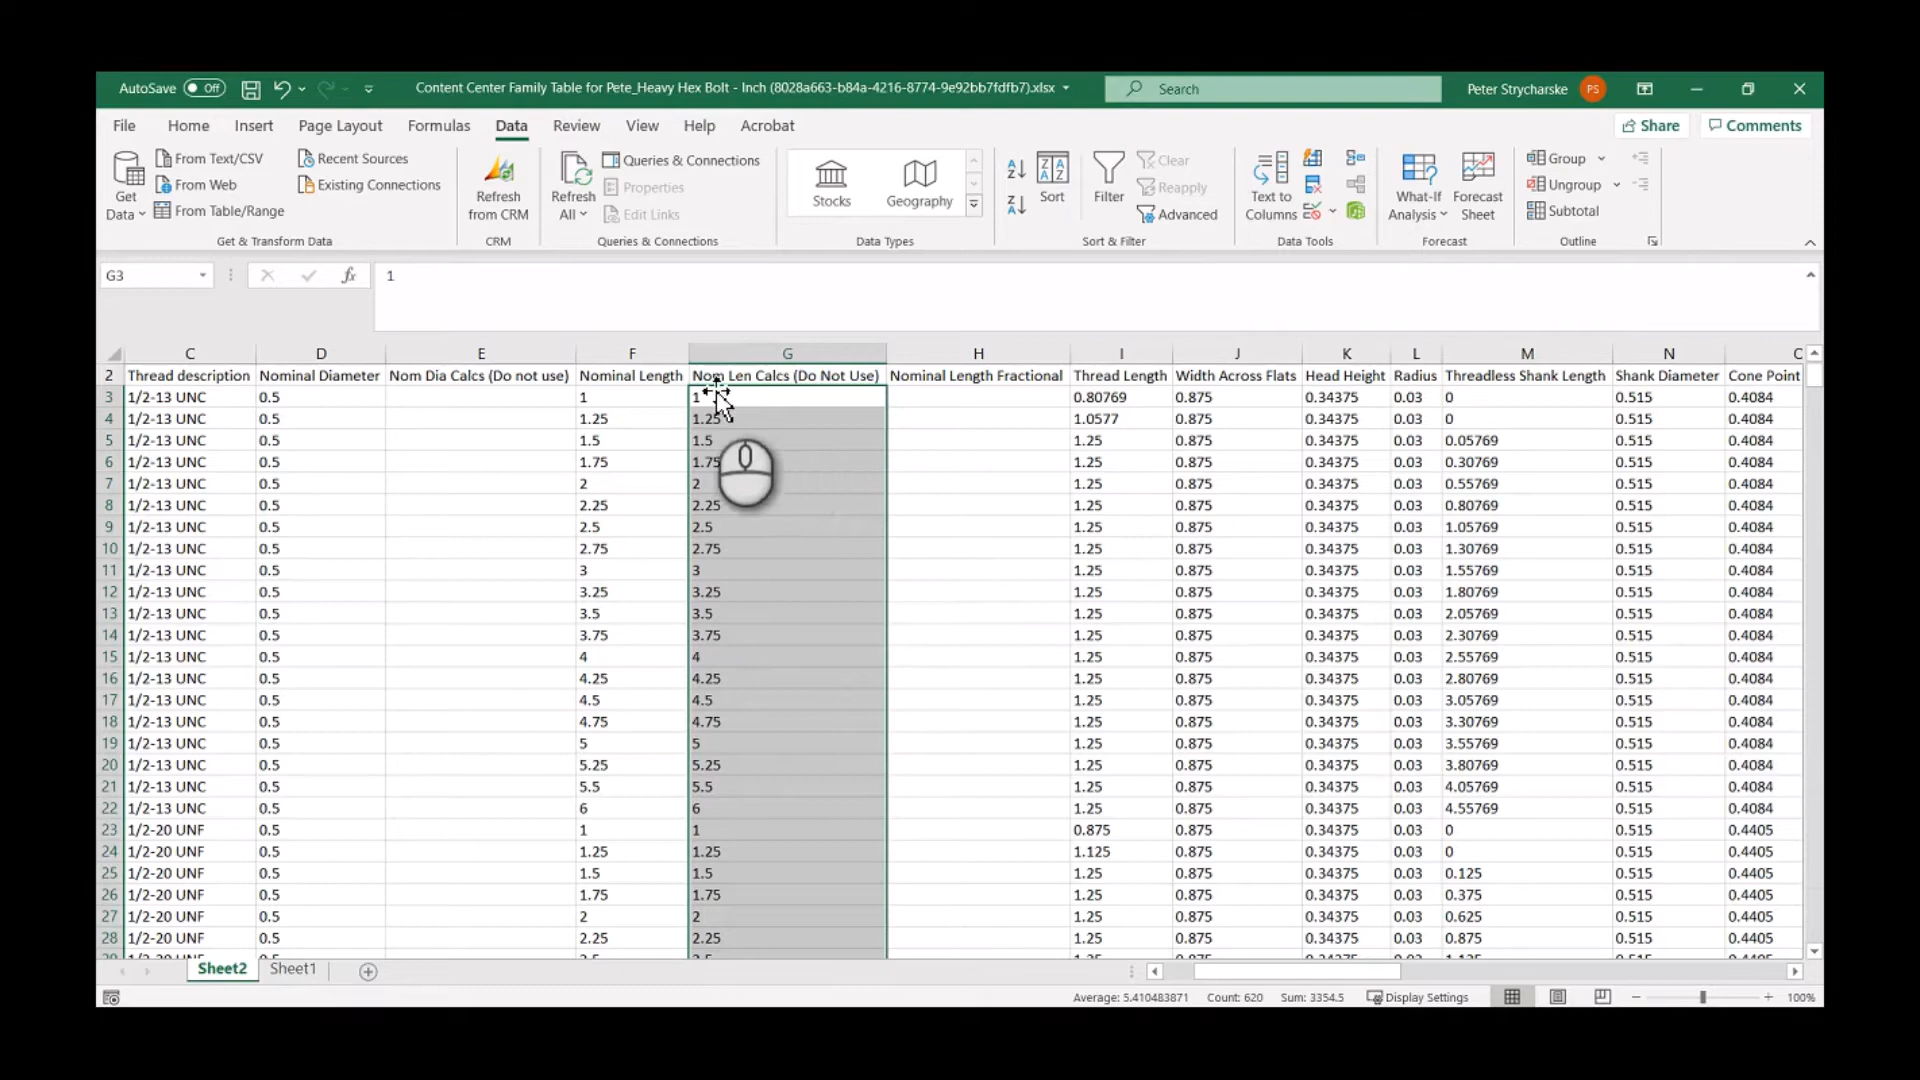 AutoSave Off Content Center Family Table for Pete_Heavy Hex Bolt - Inch (8028a663-b84a-4216-8774-9e92bb7fdfb7).xlsx Search Peter Strycharske PS
File Home Insert Page Layout Formulas Data Review View Help Acrobat Share Comments
Get Data From Text/CSV From Web From Table/Range Recent Sources Existing Connections
Refresh from CRM
Refresh All Queries & Connections Properties Edit Links
Stocks Geography
Sort Filter Clear Reapply Advanced
Text to Columns
What-If Analysis Forecast Sheet
Group Ungroup Subtotal
Get & Transform Data CRM Queries & Connections Data Types Sort & Filter Data Tools Forecast Outline
G3 fx 1
C D E F G H I J K L M N C
2 Thread description Nominal Diameter Nom Dia Calcs (Do not use) Nominal Length Nom Len Calcs (Do Not Use) Nominal Length Fractional Thread Length Width Across Flats Head Height Radius Threadless Shank Length Shank Diameter Cone Point
3 1/2-13 UNC 0.5 1 1 0.80769 0.875 0.34375 0.03 0 0.515 0.4084
4 1/2-13 UNC 0.5 1.25 1.25 1.0577 0.875 0.34375 0.03 0 0.515 0.4084
5 1/2-13 UNC 0.5 1.5 1.5 1.25 0.875 0.34375 0.03 0.05769 0.515 0.4084
6 1/2-13 UNC 0.5 1.75 1.75 1.25 0.875 0.34375 0.03 0.30769 0.515 0.4084
7 1/2-13 UNC 0.5 2 2 1.25 0.875 0.34375 0.03 0.55769 0.515 0.4084
8 1/2-13 UNC 0.5 2.25 2.25 1.25 0.875 0.34375 0.03 0.80769 0.515 0.4084
9 1/2-13 UNC 0.5 2.5 2.5 1.25 0.875 0.34375 0.03 1.05769 0.515 0.4084
10 1/2-13 UNC 0.5 2.75 2.75 1.25 0.875 0.34375 0.03 1.30769 0.515 0.4084
11 1/2-13 UNC 0.5 3 3 1.25 0.875 0.34375 0.03 1.55769 0.515 0.4084
12 1/2-13 UNC 0.5 3.25 3.25 1.25 0.875 0.34375 0.03 1.80769 0.515 0.4084
13 1/2-13 UNC 0.5 3.5 3.5 1.25 0.875 0.34375 0.03 2.05769 0.515 0.4084
14 1/2-13 UNC 0.5 3.75 3.75 1.25 0.875 0.34375 0.03 2.30769 0.515 0.4084
15 1/2-13 UNC 0.5 4 4 1.25 0.875 0.34375 0.03 2.55769 0.515 0.4084
16 1/2-13 UNC 0.5 4.25 4.25 1.25 0.875 0.34375 0.03 2.80769 0.515 0.4084
17 1/2-13 UNC 0.5 4.5 4.5 1.25 0.875 0.34375 0.03 3.05769 0.515 0.4084
18 1/2-13 UNC 0.5 4.75 4.75 1.25 0.875 0.34375 0.03 3.30769 0.515 0.4084
19 1/2-13 UNC 0.5 5 5 1.25 0.875 0.34375 0.03 3.55769 0.515 0.4084
20 1/2-13 UNC 0.5 5.25 5.25 1.25 0.875 0.34375 0.03 3.80769 0.515 0.4084
21 1/2-13 UNC 0.5 5.5 5.5 1.25 0.875 0.34375 0.03 4.05769 0.515 0.4084
22 1/2-13 UNC 0.5 6 6 1.25 0.875 0.34375 0.03 4.55769 0.515 0.4084
23 1/2-20 UNF 0.5 1 1 0.875 0.875 0.34375 0.03 0 0.515 0.4405
24 1/2-20 UNF 0.5 1.25 1.25 1.125 0.875 0.34375 0.03 0 0.515 0.4405
25 1/2-20 UNF 0.5 1.5 1.5 1.25 0.875 0.34375 0.03 0.125 0.515 0.4405
26 1/2-20 UNF 0.5 1.75 1.75 1.25 0.875 0.34375 0.03 0.375 0.515 0.4405
27 1/2-20 UNF 0.5 2 2 1.25 0.875 0.34375 0.03 0.625 0.515 0.4405
28 1/2-20 UNF 0.5 2.25 2.25 1.25 0.875 0.34375 0.03 0.875 0.515 0.4405
Sheet2 Sheet1
Average: 5.410483871 Count: 620 Sum: 3354.5 Display Settings 100%